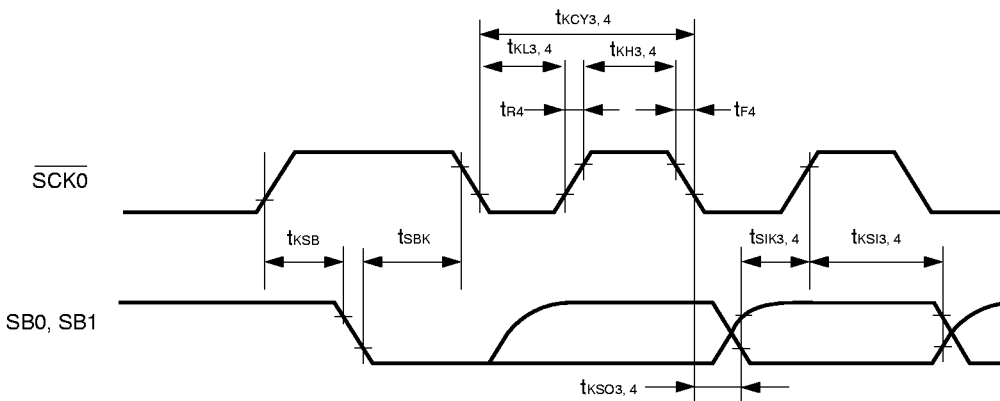 tKCY3, 4
tKL3, 4
tKH3, 4
tR4
tF4
SCK0
tKSB
tSBK
tSIK3, 4
tKSI3, 4
SB0, SB1
tKSO3, 4